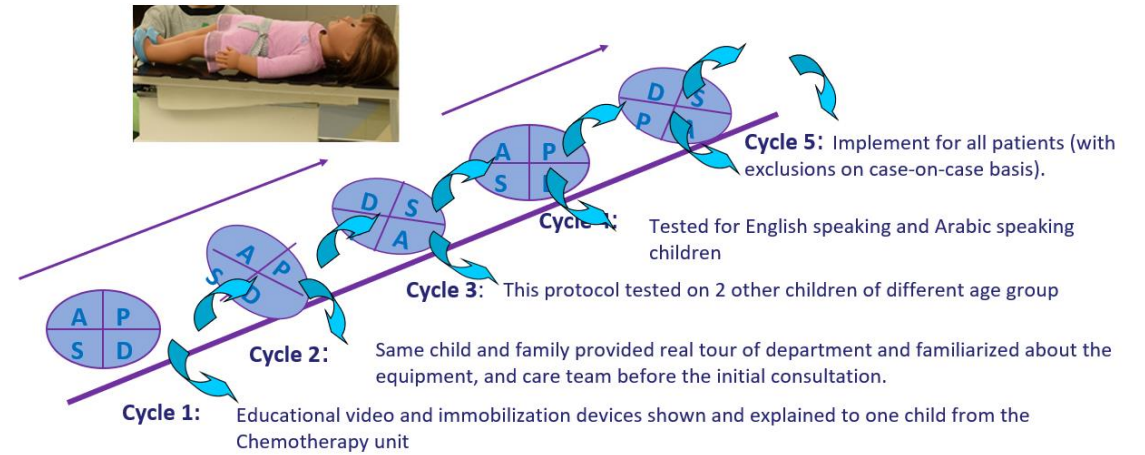 D S
P A
Cycle 5: Implement for all patients (with
exclusions on case-on-case basis).
A P
S D
Cycle 4: Tested for English speaking and Arabic speaking
children
D S
A
Cycle 3: This protocol tested on 2 other children of different age group
A P
S D
Cycle 2: Same child and family provided real tour of department and familiarized about the
equipment, and care team before the initial consultation.
A P
S D
Cycle 1: Educational video and immobilization devices shown and explained to one child from the
Chemotherapy unit